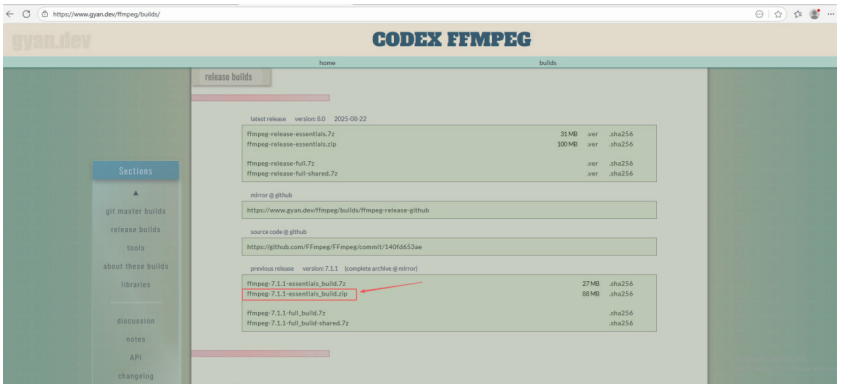 https://www.gyan.dev/ffmpeg/builds/
gyan.dev
CODEX FFMPEG
home builds
release builds
latest release version: 8.0 2025-08-22
ffmpeg-release-essentials.7z 31 MB .ver .sha256
ffmpeg-release-essentials.zip 100 MB .ver .sha256
ffmpeg-release-full.7z .ver .sha256
ffmpeg-release-full-shared.7z .ver .sha256
mirror @ github
https://www.gyan.dev/ffmpeg/builds/ffmpeg-release-github
source code @ github
https://github.com/FFmpeg/FFmpeg/commit/140fd653ae
previous release version: 7.1.1 (complete archive @ mirror)
ffmpeg-7.1.1-essentials_build.7z 27 MB .sha256
ffmpeg-7.1.1-essentials_build.zip 88 MB .sha256
ffmpeg-7.1.1-full_build.7z .sha256
ffmpeg-7.1.1-full_build-shared.7z .sha256
Sections
git master builds
release builds
tools
about these builds
libraries
discussion
notes
API
changelog